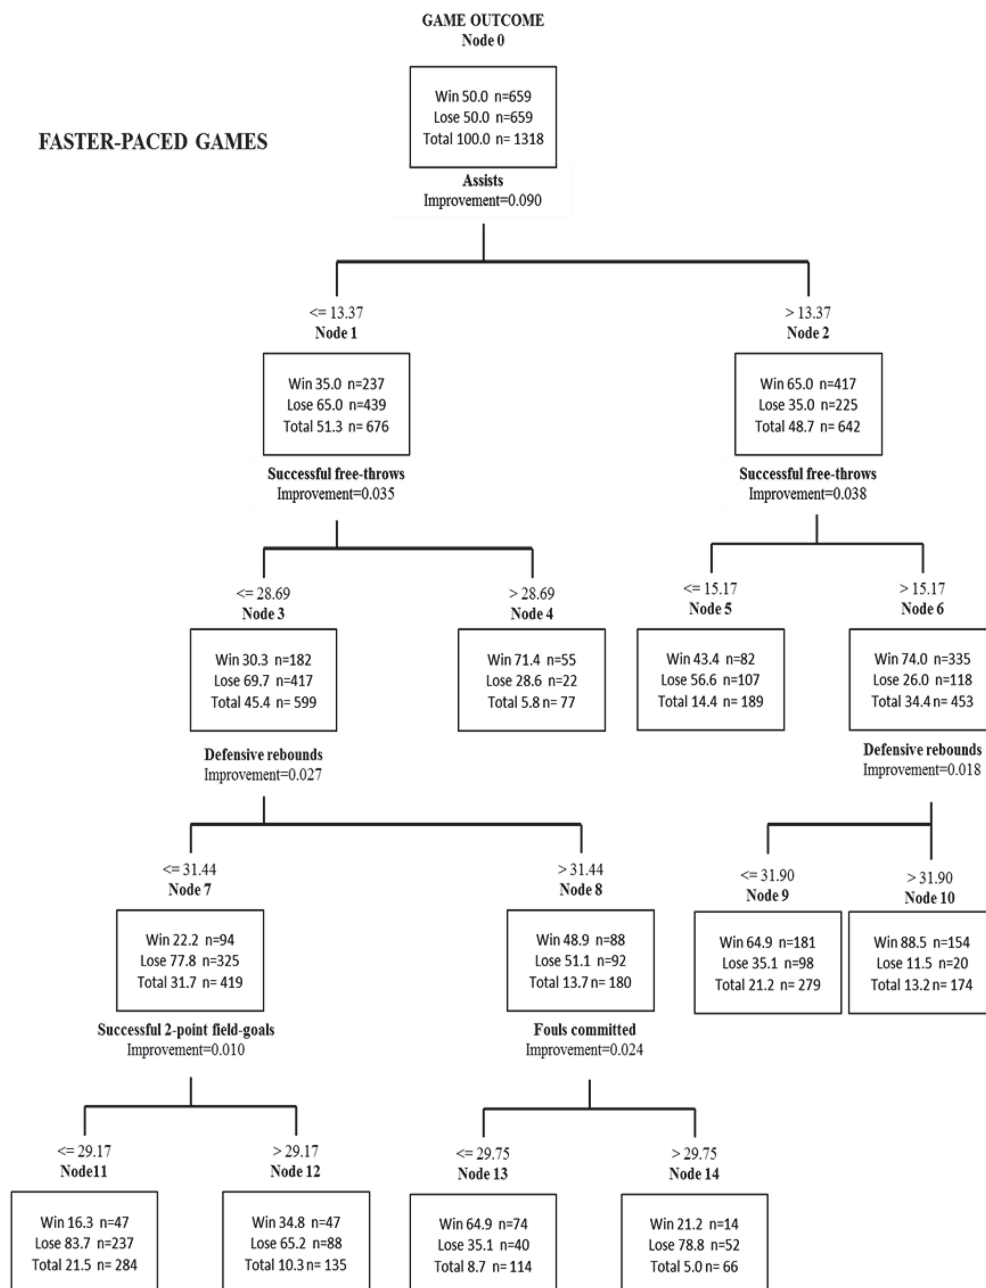 GAME OUTCOME
Node 0
Win 50.0 n=659
Lose 50.0 n=659
Total 100.0 n= 1318
FASTER-PACED GAMES
Assists
Improvement=0.090
<= 13.37
Node 1
Win 35.0 n=237
Lose 65.0 n=439
Total 51.3 n= 676
Successful free-throws
Improvement=0.035
> 13.37
Node 2
Win 65.0 n=417
Lose 35.0 n=225
Total 48.7 n= 642
Successful free-throws
Improvement=0.038
<= 28.69
Node 3
Win 30.3 n=182
Lose 69.7 n=417
Total 45.4 n= 599
Defensive rebounds
Improvement=0.027
> 28.69
Node 4
Win 71.4 n=55
Lose 28.6 n=22
Total 5.8 n= 77
<= 15.17
Node 5
Win 43.4 n=82
Lose 56.6 n=107
Total 14.4 n= 189
> 15.17
Node 6
Win 74.0 n=335
Lose 26.0 n=118
Total 34.4 n= 453
Defensive rebounds
Improvement=0.018
<= 31.44
Node 7
Win 22.2 n=94
Lose 77.8 n=325
Total 31.7 n= 419
Successful 2-point field-goals
Improvement=0.010
> 31.44
Node 8
Win 48.9 n=88
Lose 51.1 n=92
Total 13.7 n= 180
Fouls committed
Improvement=0.024
<= 31.90
Node 9
Win 64.9 n=181
Lose 35.1 n=98
Total 21.2 n= 279
> 31.90
Node 10
Win 88.5 n=154
Lose 11.5 n=20
Total 13.2 n= 174
<= 29.17
Node11
Win 16.3 n=47
Lose 83.7 n=237
Total 21.5 n= 284
> 29.17
Node 12
Win 34.8 n=47
Lose 65.2 n=88
Total 10.3 n= 135
<= 29.75
Node 13
Win 64.9 n=74
Lose 35.1 n=40
Total 8.7 n= 114
> 29.75
Node 14
Win 21.2 n=14
Lose 78.8 n=52
Total 5.0 n= 66